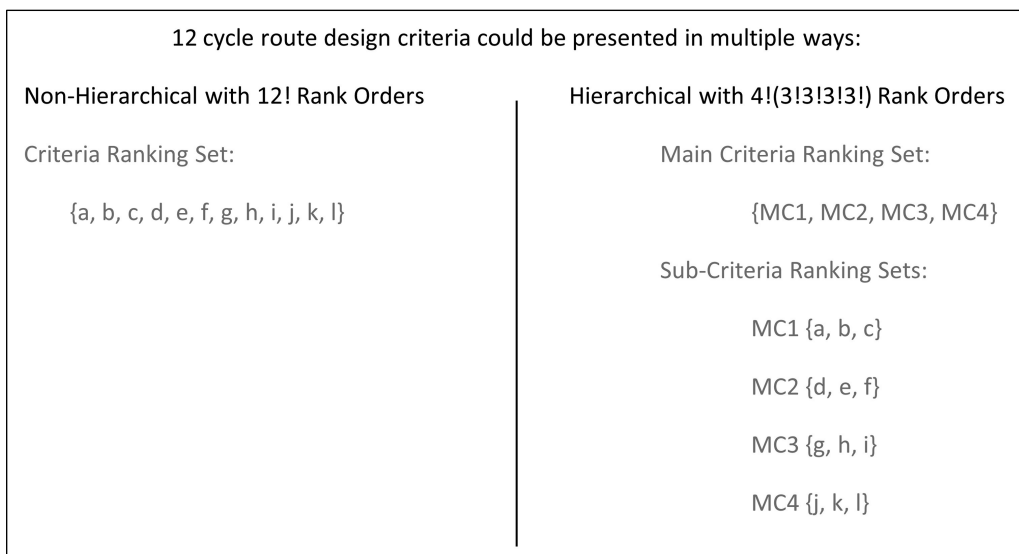 12 cycle route design criteria could be presented in multiple ways:
Non-Hierarchical with 12! Rank Orders
Criteria Ranking Set:
{a, b, c, d, e, f, g, h, i, j, k, l}
Hierarchical with 4!(3!3!3!3!) Rank Orders
Main Criteria Ranking Set:
{MC1, MC2, MC3, MC4}
Sub-Criteria Ranking Sets:
MC1 {a, b, c}
MC2 {d, e, f}
MC3 {g, h, i}
MC4 {j, k, l}